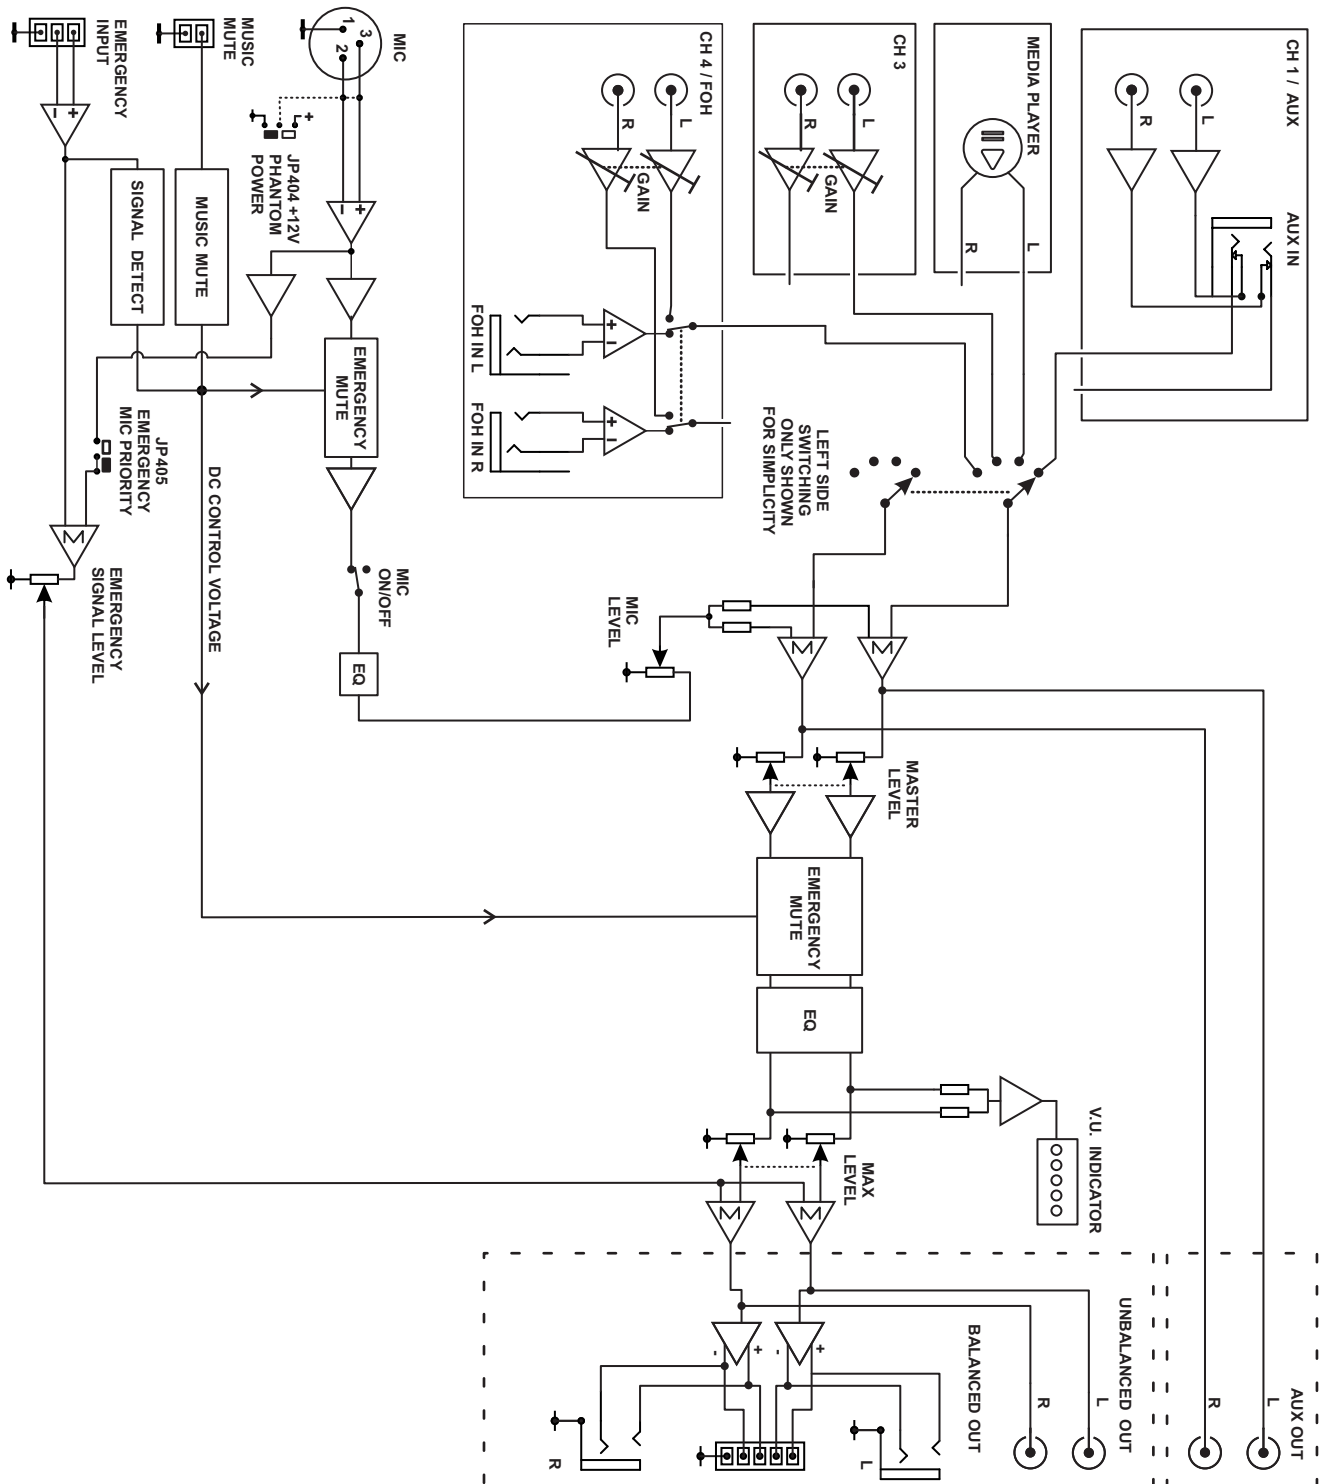 CH 1 / AUX
L
R
AUX IN
MEDIA PLAYER
L
R
CH 3
L
R
GAIN
CH 4 / FOH
L
R
GAIN
FOH IN L
+
–
FOH IN R
+
–
LEFT SIDE
SWITCHING
ONLY SHOWN
FOR SIMPLICITY
MIC
1
2
3
+
JP404 +12V
PHANTOM
POWER
+
–
MUSIC
MUTE
MUSIC MUTE
EMERGENCY
INPUT
+
–
SIGNAL DETECT
EMERGENCY
MUTE
JP405
EMERGENCY
MIC PRIORITY
DC CONTROL VOLTAGE
EMERGENCY
SIGNAL LEVEL
MIC
ON/OFF
EQ
MIC
LEVEL
MASTER
LEVEL
EMERGENCY
MUTE
EQ
V.U. INDICATOR
MAX
LEVEL
AUX OUT
L
R
UNBALANCED OUT
L
R
BALANCED OUT
+
-
+
-
L
R